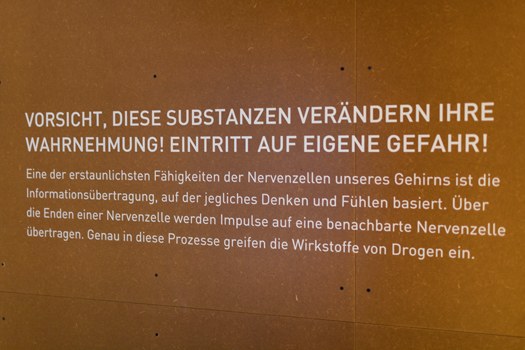 VORSICHT, DIESE SUBSTANZEN VERÄNDERN IHRE
WAHRNEHMUNG! EINTRITT AUF EIGENE GEFAHR!
Eine der erstaunlichsten Fähigkeiten der Nervenzellen unseres Gehirns ist die
Informationsübertragung, auf der jegliches Denken und Fühlen basiert. Über
die Enden einer Nervenzelle werden Impulse auf eine benachbarte Nervenzelle
übertragen. Genau in diese Prozesse greifen die Wirkstoffe von Drogen ein.